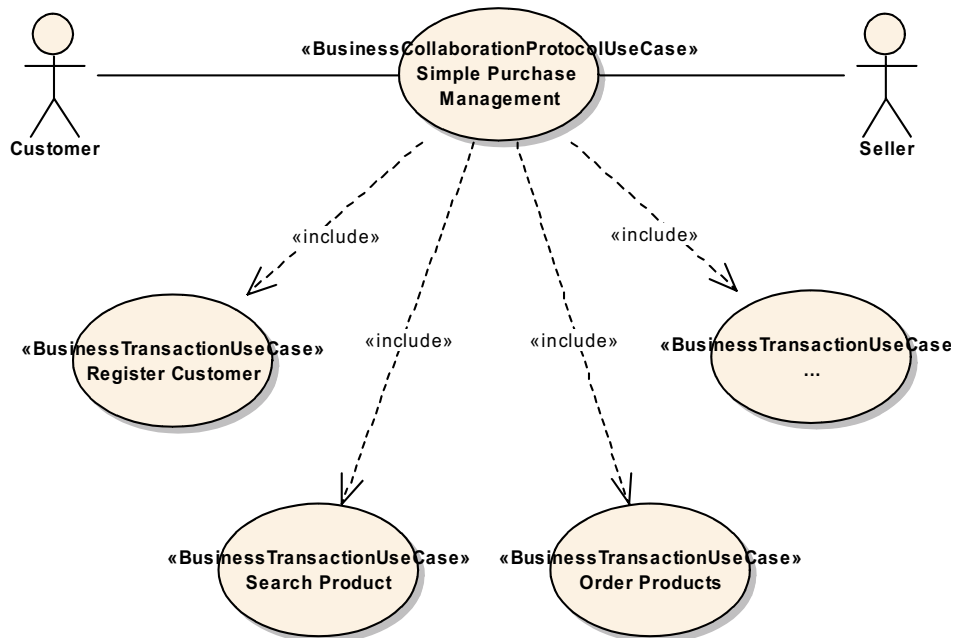 «BusinessCollaborationProtocolUseCase»
Simple Purchase
Management
Customer
Seller
«include»
«include»
«include»
«include»
«BusinessTransactionUseCase»
Register Customer
«BusinessTransactionUseCase
...
«BusinessTransactionUseCase»
Search Product
«BusinessTransactionUseCase»
Order Products